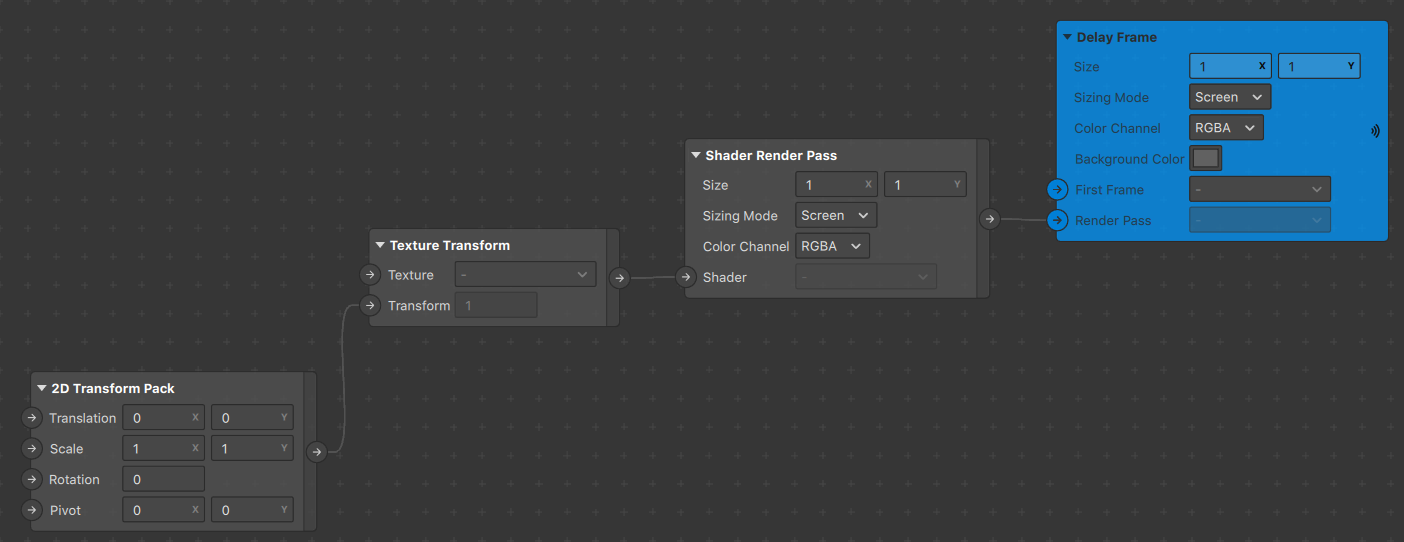 Delay Frame
Size 1 X 1 Y
Sizing Mode Screen
Color Channel RGBA
Background Color
First Frame -
Render Pass -
Shader Render Pass
Size 1 X 1 Y
Sizing Mode Screen
Color Channel RGBA
Shader -
Texture Transform
Texture -
Transform 1
2D Transform Pack
Translation 0 X 0 Y
Scale 1 X 1 Y
Rotation 0
Pivot 0 X 0 Y